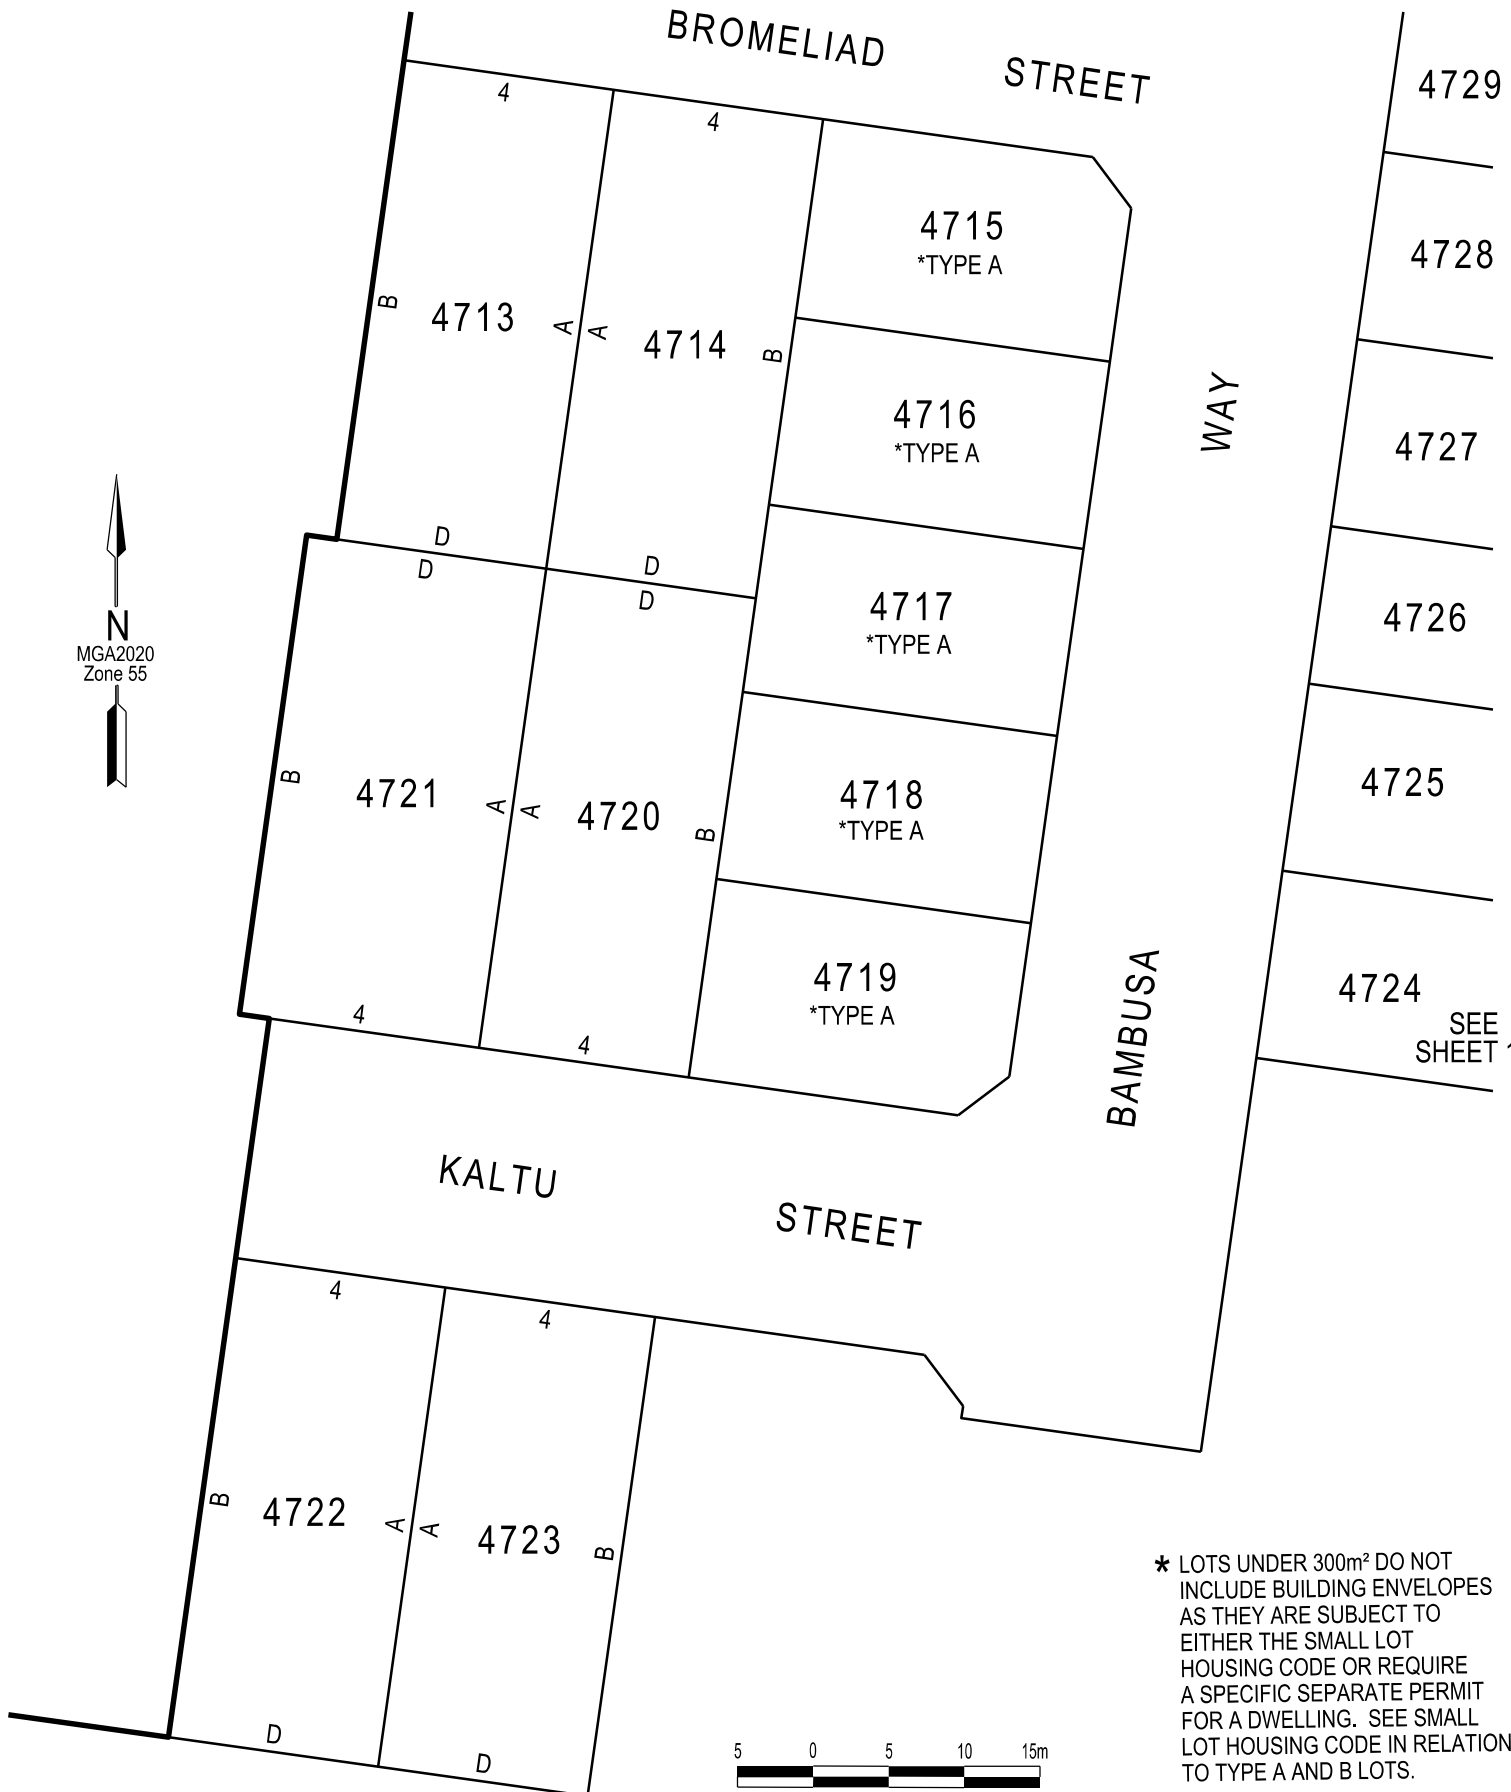 BROMELIAD STREET
4729
4
4
4715
*TYPE A
4728
B
4713
A
A
4714
B
4716
*TYPE A
WAY
4727
D
D
D
D
N
MGA2020
Zone 55
4717
*TYPE A
4726
B
4721
A
A
4720
B
4718
*TYPE A
4725
4719
*TYPE A
BAMBUSA
4724
SEE
SHEET 1
4
4
KALTU STREET
4
4
B
4722
A
A
4723
B
D
D
* LOTS UNDER 300m² DO NOT
INCLUDE BUILDING ENVELOPES
AS THEY ARE SUBJECT TO
EITHER THE SMALL LOT
HOUSING CODE OR REQUIRE
A SPECIFIC SEPARATE PERMIT
FOR A DWELLING. SEE SMALL
LOT HOUSING CODE IN RELATION
TO TYPE A AND B LOTS.
5 0 5 10 15m